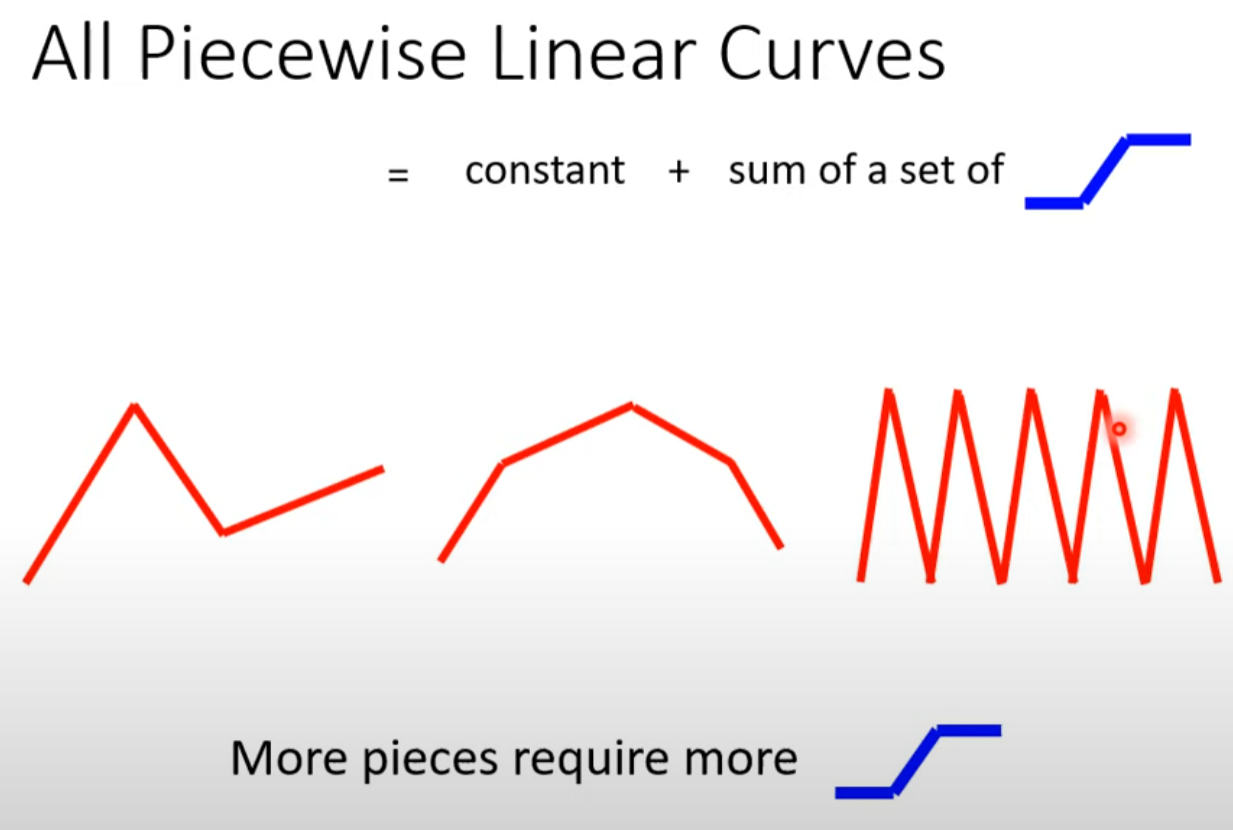 All Piecewise Linear Curves
= constant + sum of a set of
More pieces require more